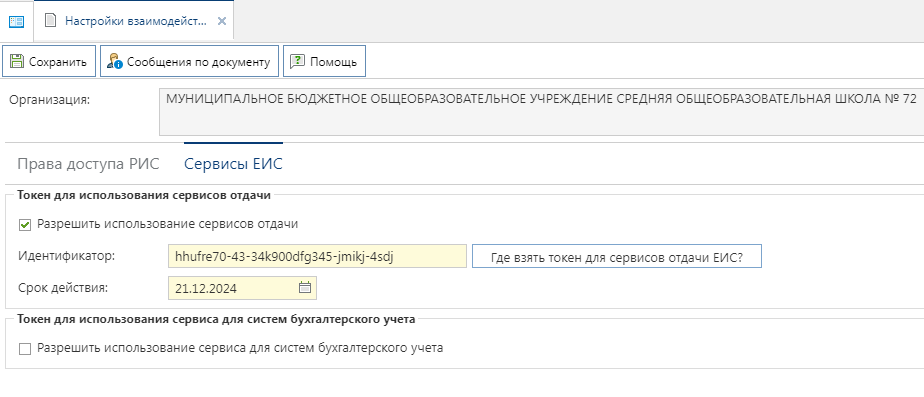 Настройки взаимодейст...
Сохранить
Сообщения по документу
Помощь
Организация:
МУНИЦИПАЛЬНОЕ БЮДЖЕТНОЕ ОБЩЕОБРАЗОВАТЕЛЬНОЕ УЧРЕЖДЕНИЕ СРЕДНЯЯ ОБЩЕОБРАЗОВАТЕЛЬНАЯ ШКОЛА № 72
Права доступа РИС
Сервисы ЕИС
Токен для использования сервисов отдачи
Разрешить использование сервисов отдачи
Идентификатор:
hhufre70-43-34k900dfg345-jmikj-4sdj
Где взять токен для сервисов отдачи ЕИС?
Срок действия:
21.12.2024
Токен для использования сервиса для систем бухгалтерского учета
Разрешить использование сервиса для систем бухгалтерского учета